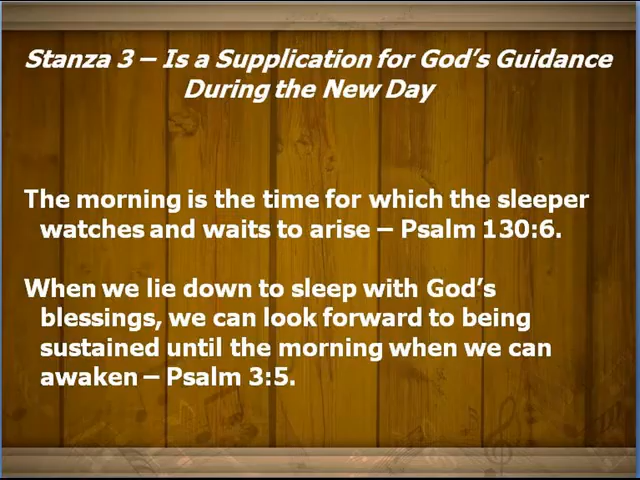 Stanza 3 – Is a Supplication for God’s Guidance
During the New Day
The morning is the time for which the sleeper
watches and waits to arise – Psalm 130:6.
When we lie down to sleep with God’s
blessings, we can look forward to being
sustained until the morning when we can
awaken – Psalm 3:5.